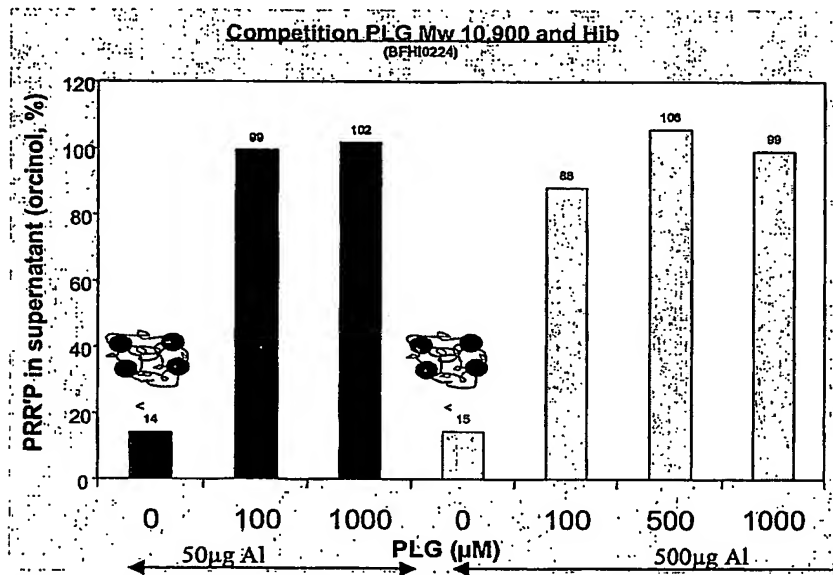 Competition PLG Mw 10,900 and Hib
(BFHI0224)
PRR'P in supernatant (orcinol, %)
120
100
80
60
40
20
0
<
14
99
102
<
15
88
106
99
0 100 1000 0 100 500 1000
PLG (µM)
50µg Al
500µg Al